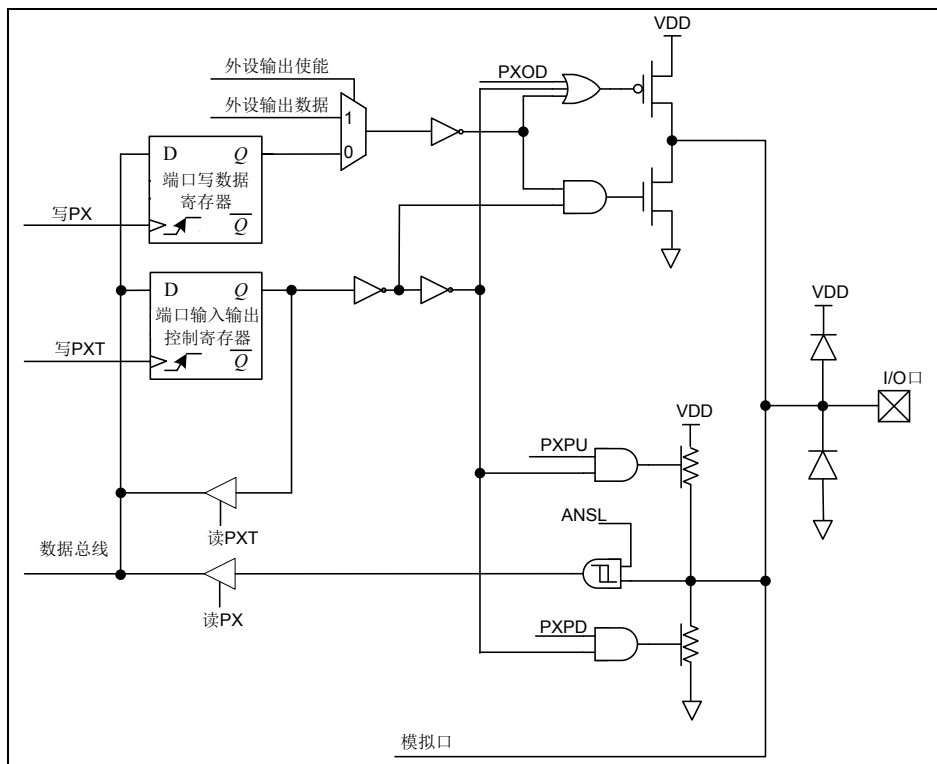 VDD
外设输出使能
PXOD
外设输出数据
1
0
D
Q
端口写数据
寄存器
Q
写PX
D
Q
端口输入输出
控制寄存器
Q
写PXT
VDD
I/O口
VDD
PXPU
ANSL
读PXT
数据总线
读PX
PXPD
模拟口